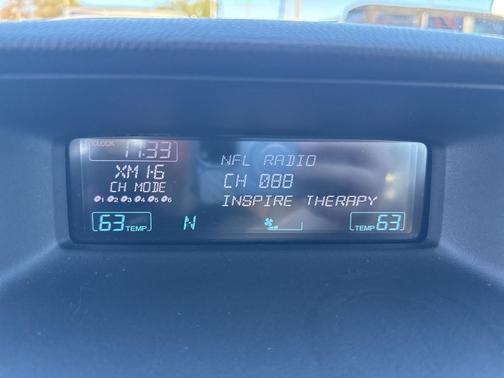 CLOCK 11:33
XM 1-6
CH MODE
1 2 3 4 5 6
NFL RADIO
CH 088
INSPIRE THERAPY
63 TEMP
N
TEMP 63